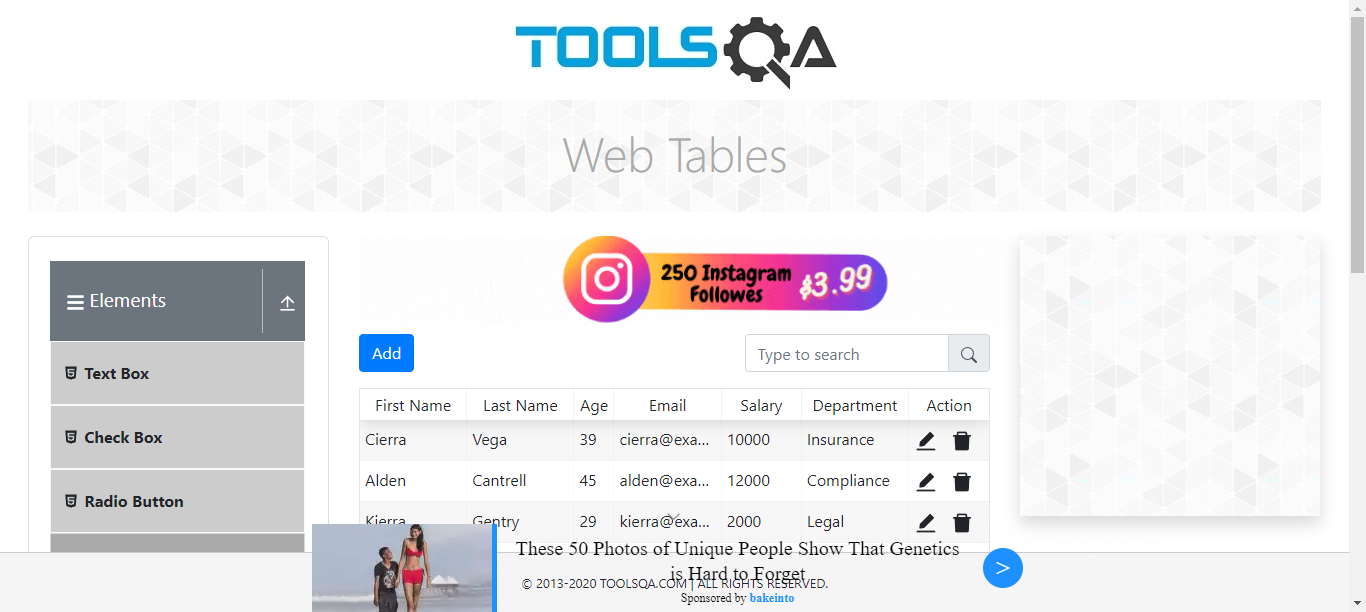 TOOLSQA
Web Tables
Elements
Text Box
Check Box
Radio Button
250 Instagram
Followes
$3.99
Add
Type to search
First Name Last Name Age Email Salary Department Action
Cierra Vega 39 cierra@exa... 10000 Insurance
Alden Cantrell 45 alden@exa... 12000 Compliance
Kierra Gentry 29 kierra@exa... 2000 Legal
These 50 Photos of Unique People Show That Genetics
is Hard to Forget
© 2013-2020 TOOLSQA.COM | ALL RIGHTS RESERVED.
Sponsored by bakeinto
>